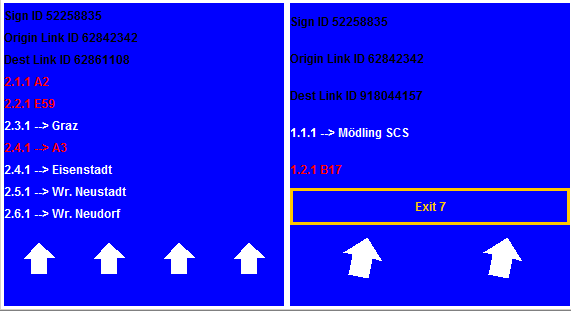 Sign ID 52258835
Origin Link ID 62842342
Dest Link ID 62861108
2.1.1 A2
2.2.1 E59
2.3.1 --> Graz
2.4.1 --> A3
2.4.1 --> Eisenstadt
2.5.1 --> Wr. Neustadt
2.6.1 --> Wr. Neudorf
Sign ID 52258835
Origin Link ID 62842342
Dest Link ID 918044157
1.1.1 --> Mödling SCS
1.2.1 B17
Exit 7